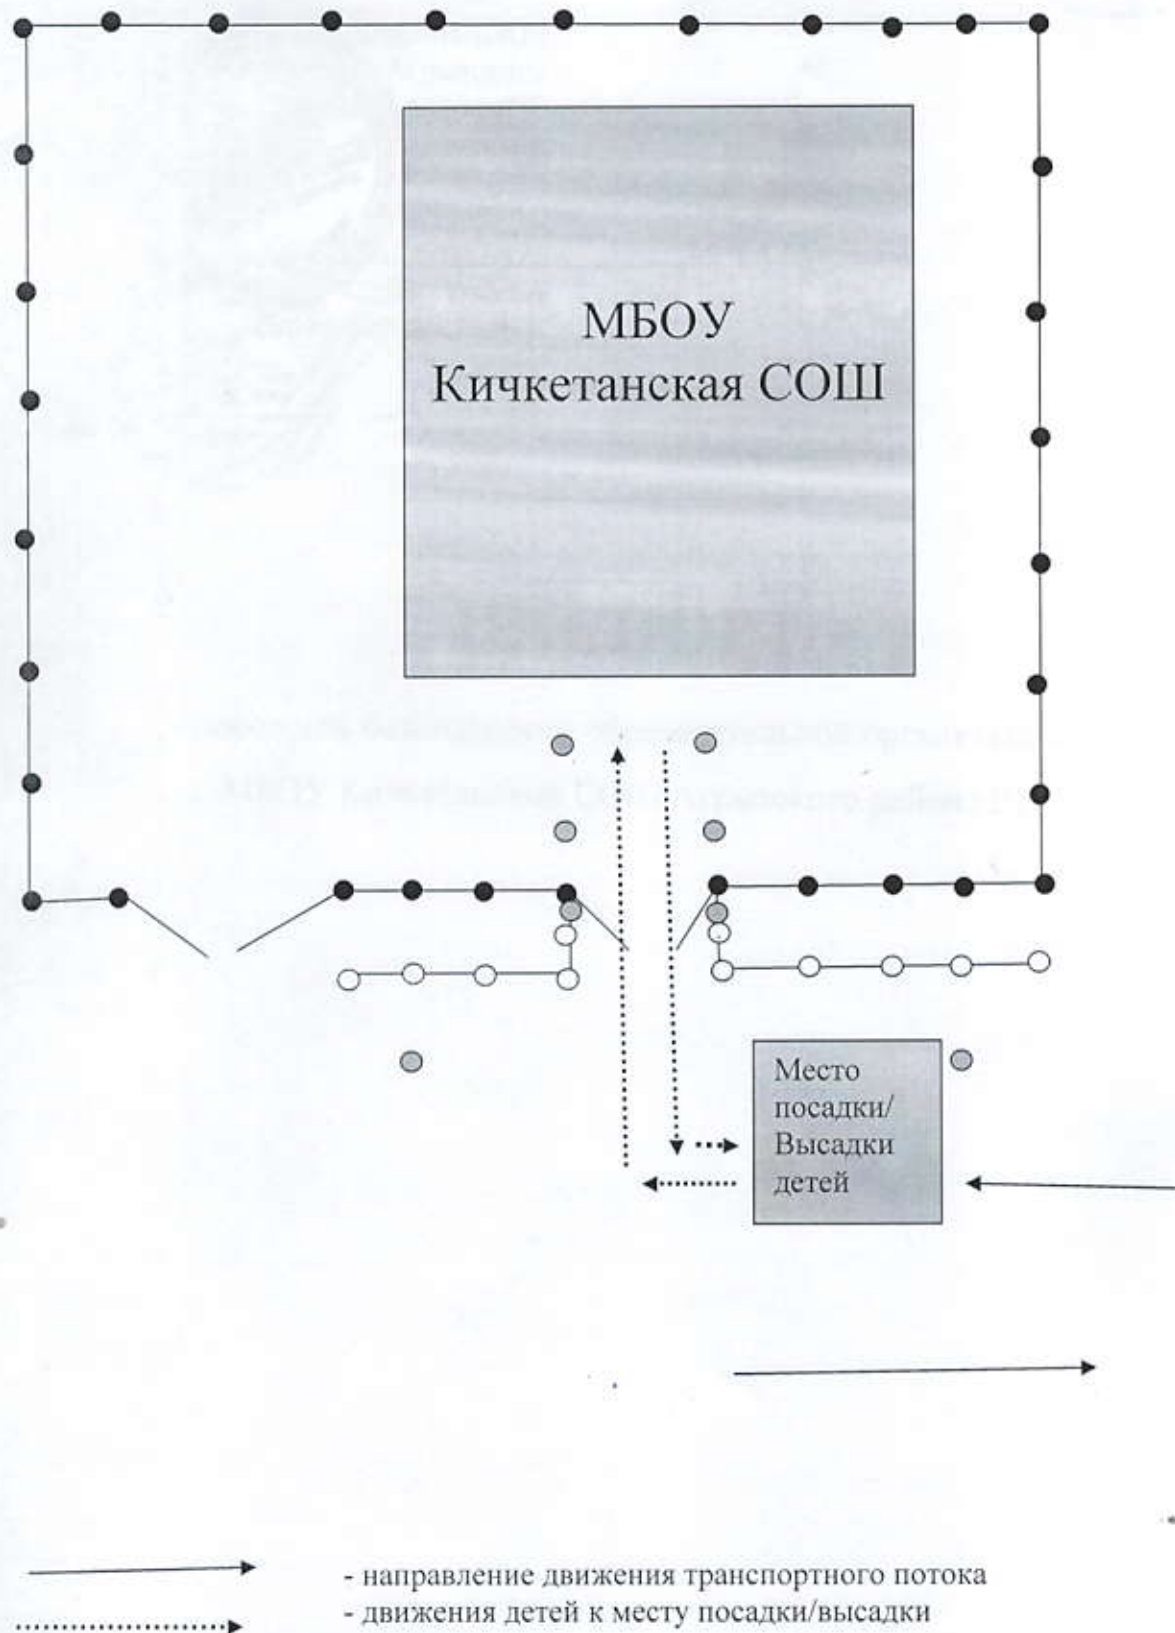 МБОУ
Кичкетанская СОШ
Место
посадки/
Высадки
детей
- направление движения транспортного потока
- движения детей к месту посадки/высадки